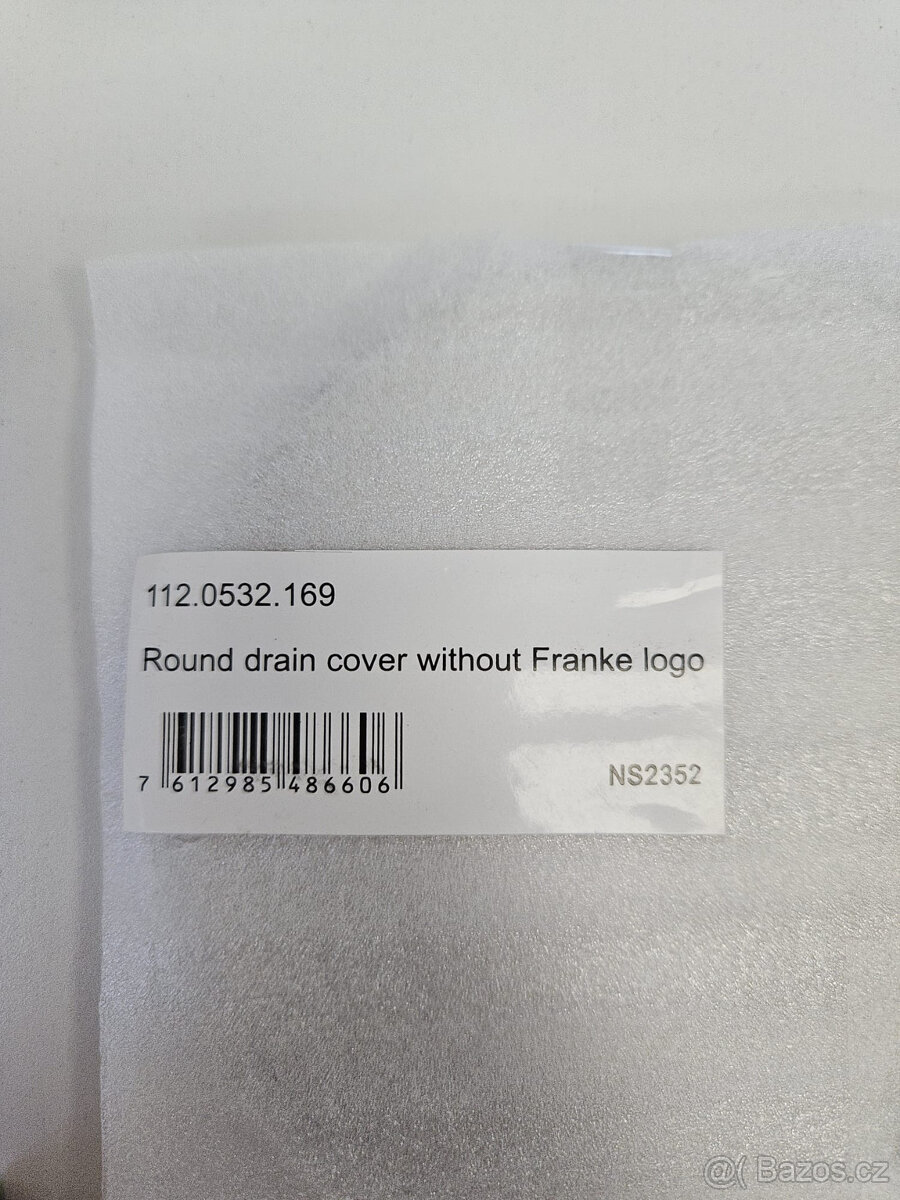 112.0532.169
Round drain cover without Franke logo
7 612985 486606
NS2352
@( Bazos.cz